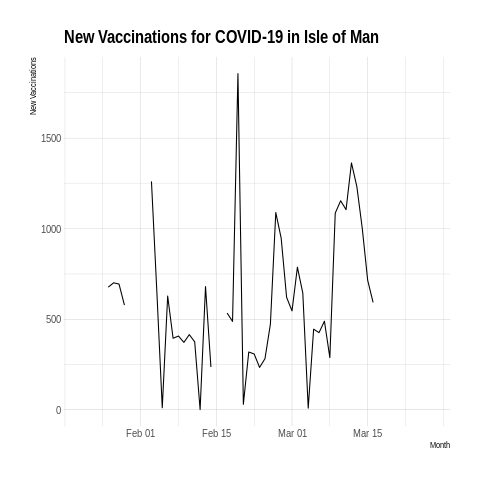 New Vaccinations for COVID-19 in Isle of Man
New Vaccinations
1500
1000
500
0
Feb 01 Feb 15 Mar 01 Mar 15
Month